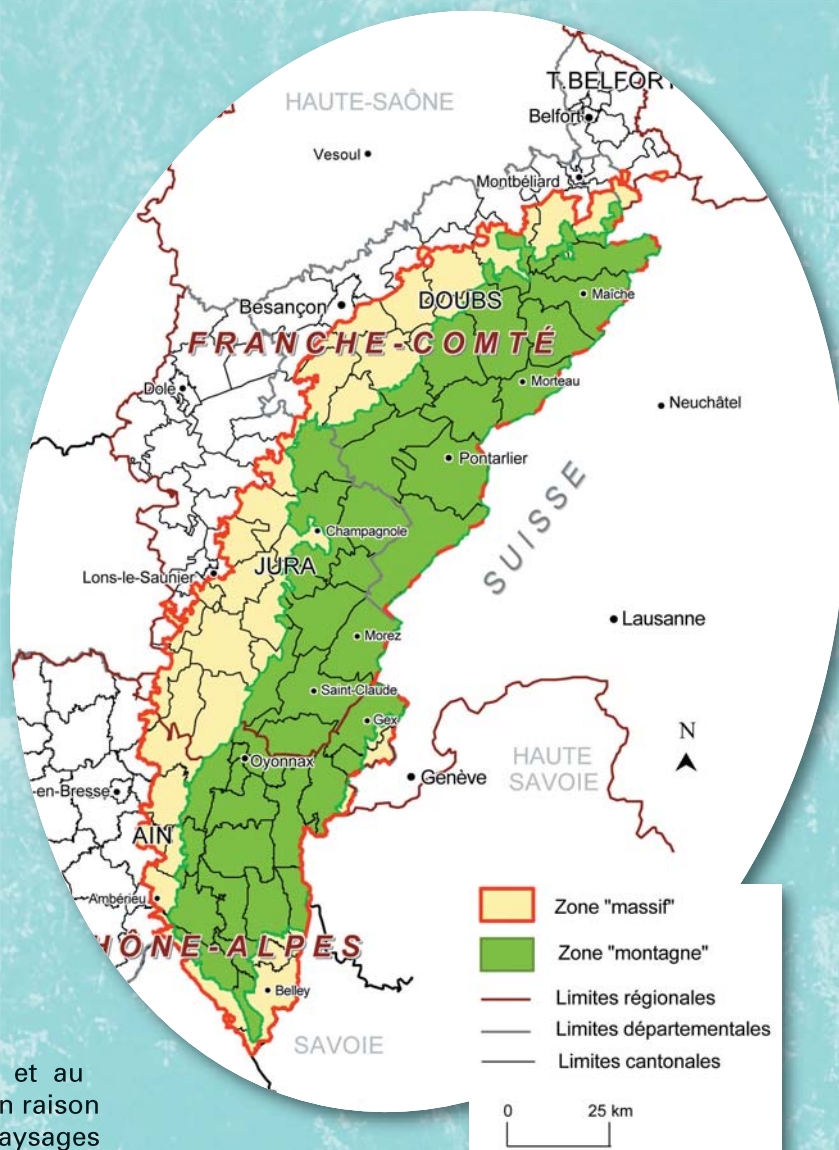 T.BELFORT
HAUTE-SAÔNE
Belfort
Vesoul
Montbéliard
Maîche
Besançon
DOUBS
FRANCHE-COMTÉ
Morteau
Dole
Neuchâtel
Pontarlier
SUISSE
Champagnole
JURA
Lons-le-Saunier
Lausanne
Morez
Saint-Claude
Gex
N
Oyonnax
HAUTE
SAVOIE
Genève
-en-Bresse
AIN
Ambérieu
HÔNE-ALPES
Belley
SAVOIE
Zone "massif"
Zone "montagne"
Limites régionales
Limites départementales
Limites cantonales
0 25 km
et au
n raison
aysages